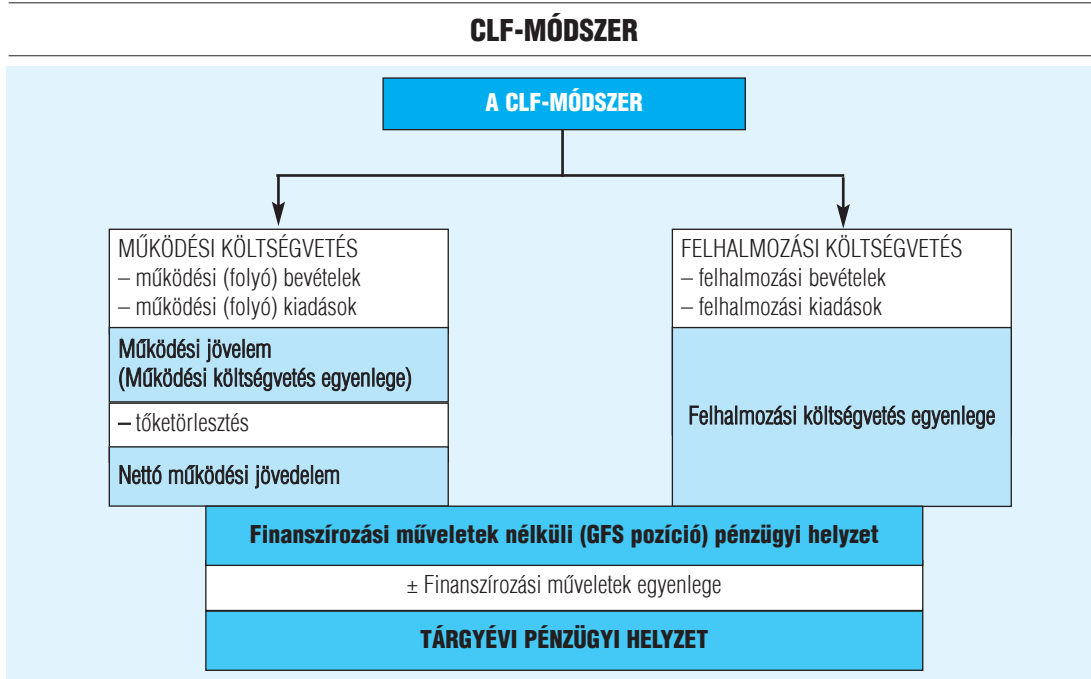 CLF-MÓDSZER
A CLF-MÓDSZER
MŰKÖDÉSI KÖLTSÉGVETÉS
– működési (folyó) bevételek
– működési (folyó) kiadások
Működési jövelem
(Működési költségvetés egyenlege)
– tőketörlesztés
Nettó működési jövedelem
FELHALMOZÁSI KÖLTSÉGVETÉS
– felhalmozási bevételek
– felhalmozási kiadások
Felhalmozási költségvetés egyenlege
Finanszírozási műveletek nélküli (GFS pozíció) pénzügyi helyzet
± Finanszírozási műveletek egyenlege
TÁRGYÉVI PÉNZÜGYI HELYZET